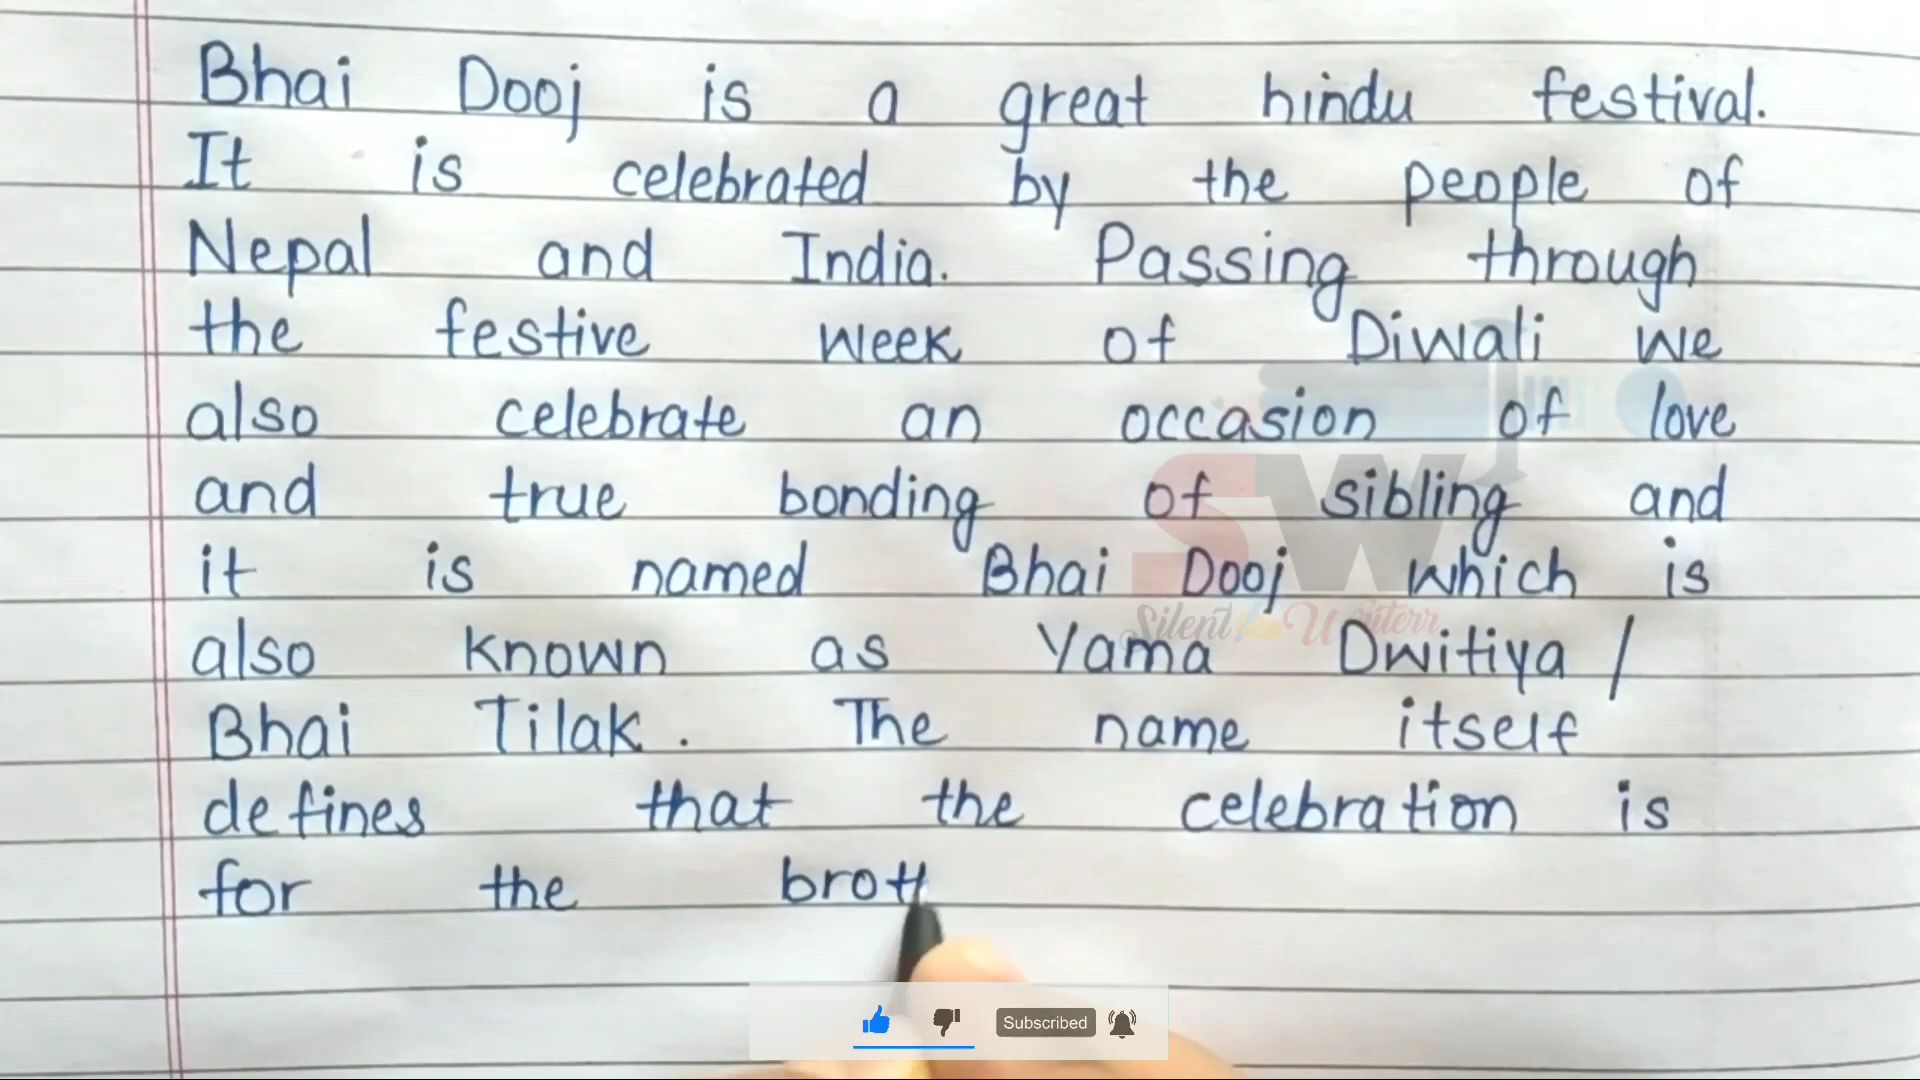 Bhai Dooj is a great hindu festival.
It is celebrated by the people of
Nepal and India. Passing through
the festive week of Diwali we
also celebrate an occasion of love
and true bonding of sibling and
it is named Bhai Dooj which is
also known as Yama Dwitiya /
Bhai Tilak. The name itself
defines that the celebration is
for the brot
SW
Silent Writerr
Subscribed